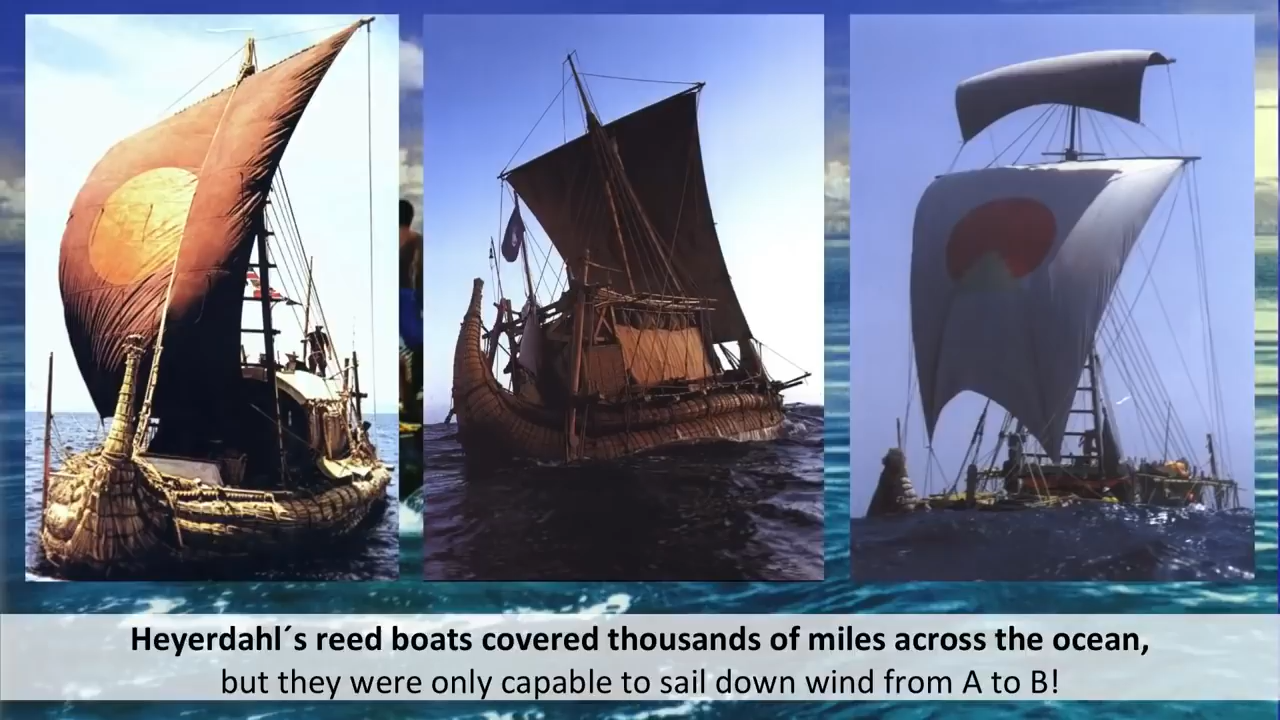 Heyerdahl´s reed boats covered thousands of miles across the ocean,
but they were only capable to sail down wind from A to B!